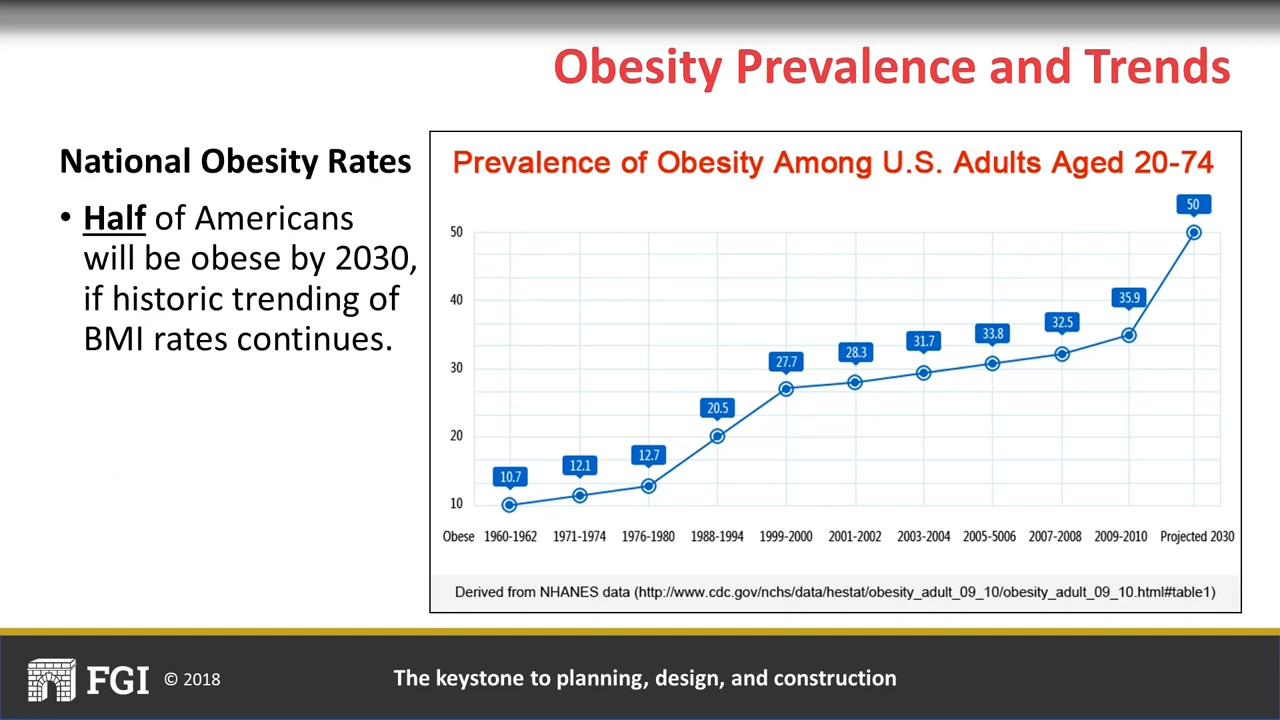 Obesity Prevalence and Trends
National Obesity Rates
• Half of Americans
will be obese by 2030,
if historic trending of
BMI rates continues.
Prevalence of Obesity Among U.S. Adults Aged 20-74
50
50
40
35.9
33.8
32.5
31.7
30
28.3
27.7
20.5
20
12.7
12.1
10.7
10
Obese 1960-1962 1971-1974 1976-1980 1988-1994 1999-2000 2001-2002 2003-2004 2005-5006 2007-2008 2009-2010 Projected 2030
Derived from NHANES data (http://www.cdc.gov/nchs/data/hestat/obesity_adult_09_10/obesity_adult_09_10.html#table1)
FGI © 2018
The keystone to planning, design, and construction